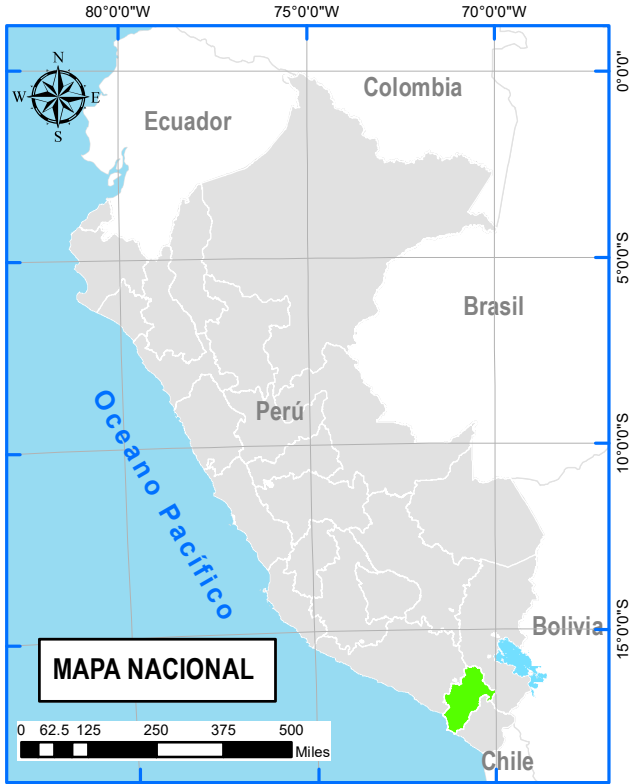 80°0'0"W 75°0'0"W 70°0'0"W
N
W E
S
0°0'0"
Colombia
Ecuador
5°0'0"S
Brasil
Perú
Oceano Pacífico
10°0'0"S
Bolivia
15°0'0"S
MAPA NACIONAL
0 62.5 125 250 375 500
Miles
Chile